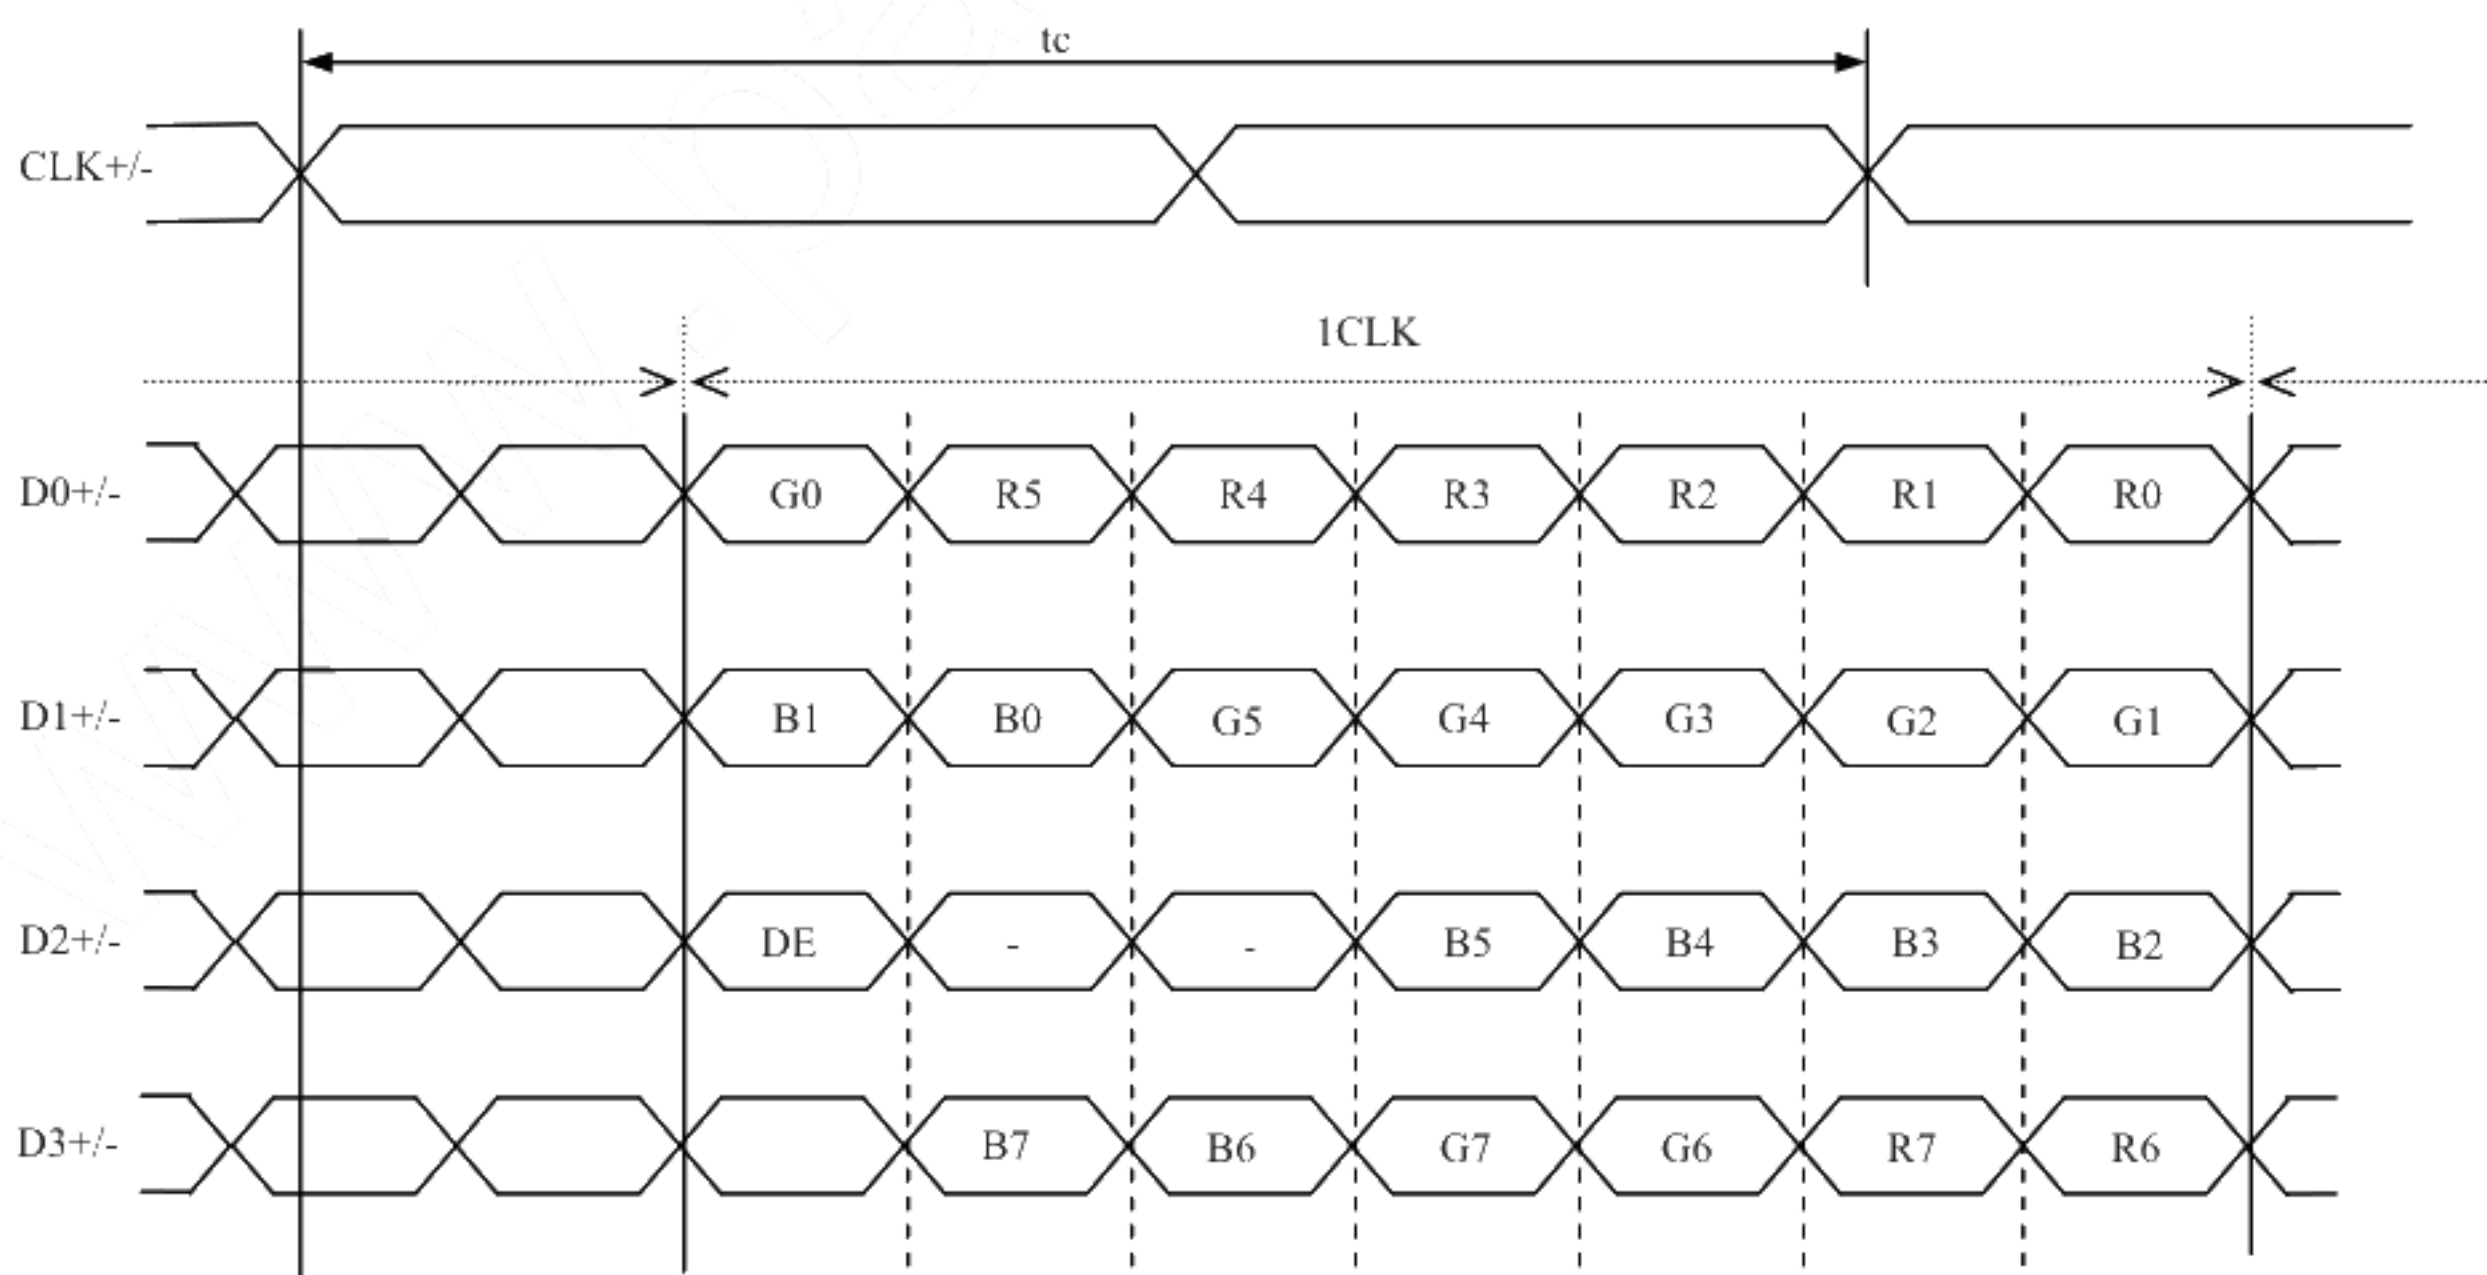 tc
CLK+/-
1CLK
D0+/- G0 R5 R4 R3 R2 R1 R0
D1+/- B1 B0 G5 G4 G3 G2 G1
D2+/- DE - - B5 B4 B3 B2
D3+/- B7 B6 G7 G6 R7 R6